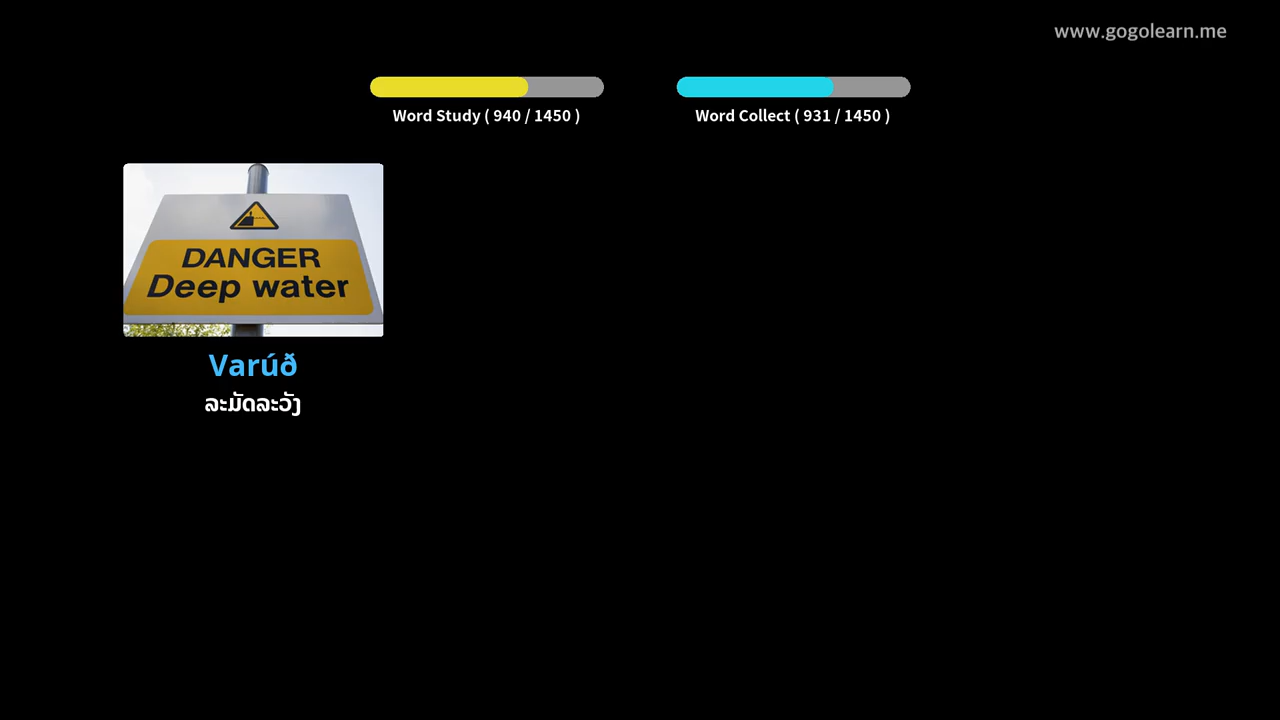 www.gogolearn.me
Word Study ( 940 / 1450 )
Word Collect ( 931 / 1450 )
DANGER
Deep water
Varúð
ລະມັດລະວັງ